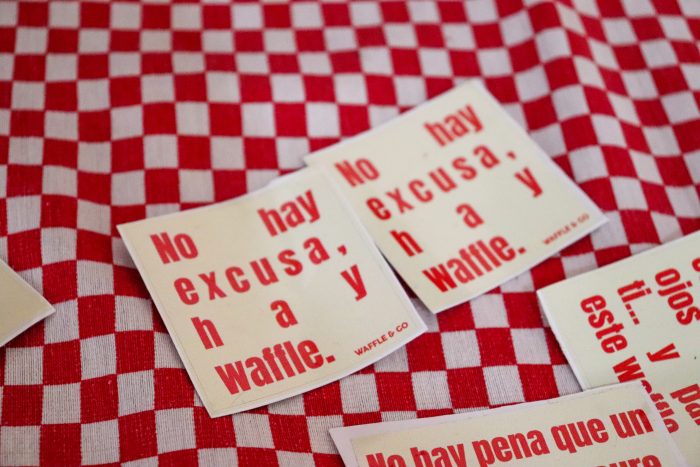 No hay
excusa,
h a y
Waffle.
WAFFLE & GO
No hay
excusa,
h a y
Waffle.
WAFFLE & GO
ojos
ti... y
este Waffle
No hay pena que un